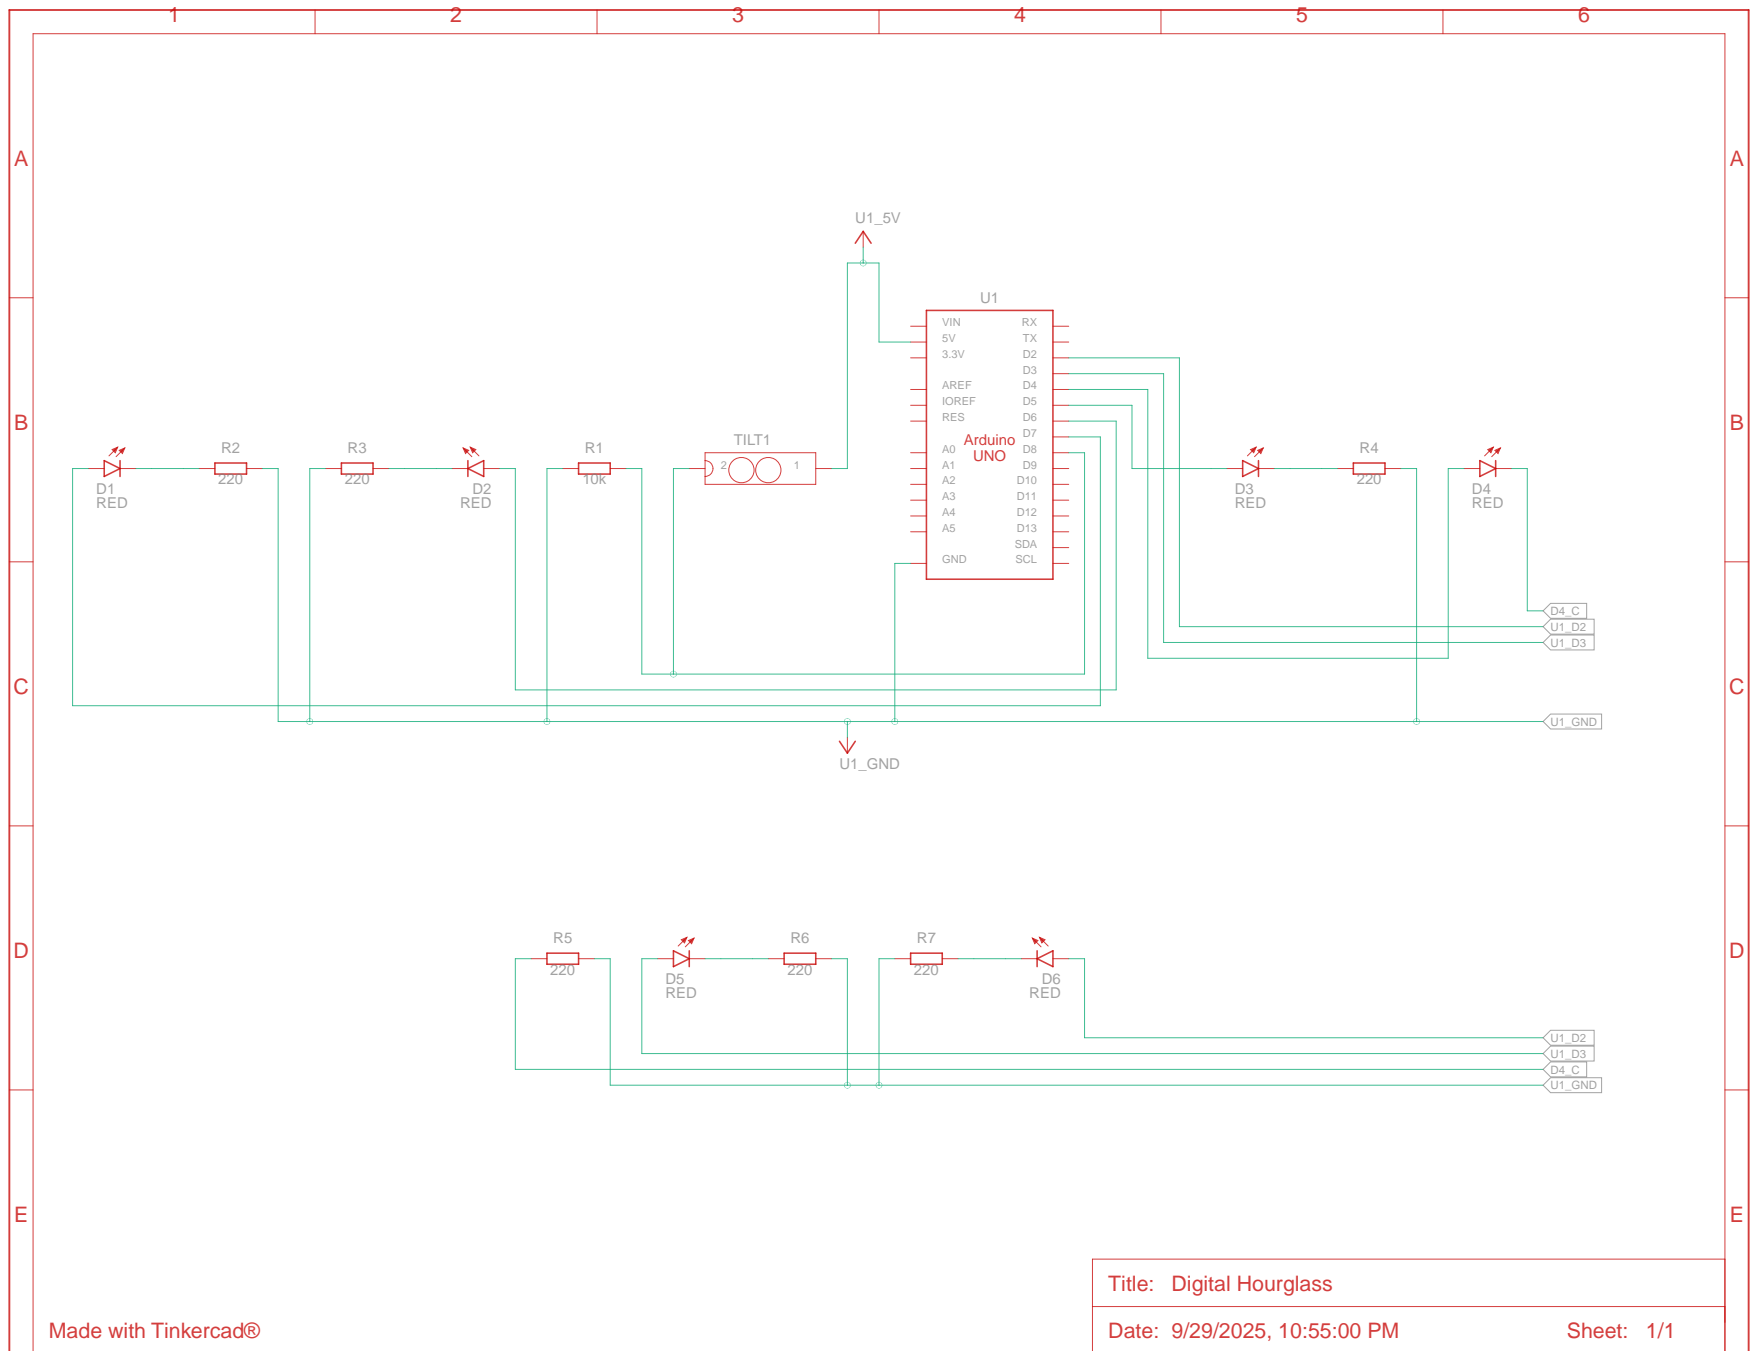 1 2 3 4 5 6
A A
U1_5V
U1
VIN RX
5V TX
3.3V D2
D3
AREF D4
IOREF D5
RES D6
D7
A0 D8
A1 D9
A2 D10
A3 D11
A4 D12
A5 D13
SDA
GND SCL
Arduino
UNO
B B
R2 R3 TILT1 R1 R4
2 1
220 220 10k 220
D1 D2 D3 D4
RED RED RED RED
D4_C
U1_D2
U1_D3
C C
U1_GND
U1_GND
D D
R5 R6 R7
220 220 220
D5 D6
RED RED
U1_D2
U1_D3
D4_C
U1_GND
E E
Title: Digital Hourglass
Made with Tinkercad®
Date: 9/29/2025, 10:55:00 PM Sheet: 1/1